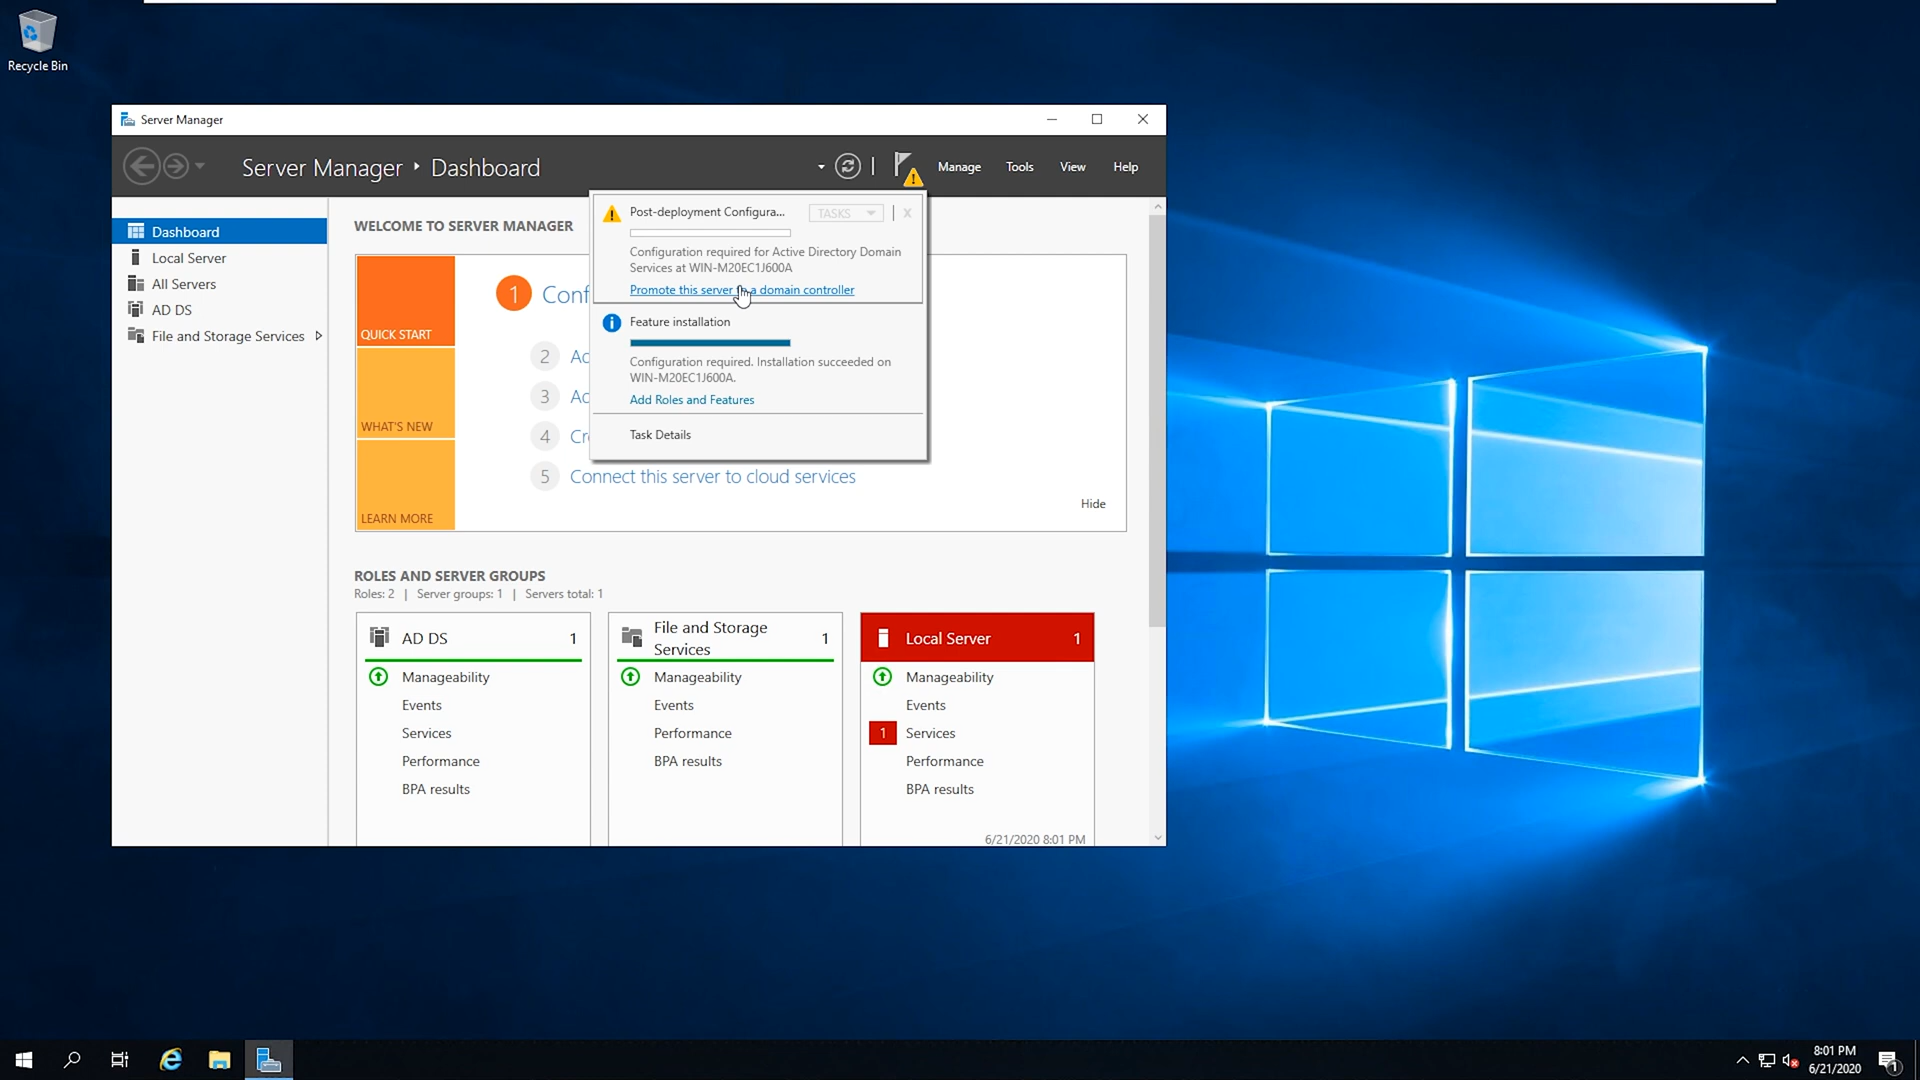 Recycle Bin
Server Manager
Server Manager ‣ Dashboard
Manage Tools View Help
Dashboard
Local Server
All Servers
AD DS
File and Storage Services
WELCOME TO SERVER MANAGER
QUICK START
WHAT'S NEW
LEARN MORE
1 Conf
2 Ad
3 Ad
4 Cr
5 Connect this server to cloud services
Hide
Post-deployment Configura... TASKS X
Configuration required for Active Directory Domain
Services at WIN-M20EC1J600A
Promote this server a domain controller
Feature installation
Configuration required. Installation succeeded on
WIN-M20EC1J600A.
Add Roles and Features
Task Details
ROLES AND SERVER GROUPS
Roles: 2 | Server groups: 1 | Servers total: 1
AD DS 1
Manageability
Events
Services
Performance
BPA results
File and Storage
Services 1
Manageability
Events
Performance
BPA results
Local Server 1
Manageability
Events
1 Services
Performance
BPA results
6/21/2020 8:01 PM
8:01 PM
6/21/2020
1